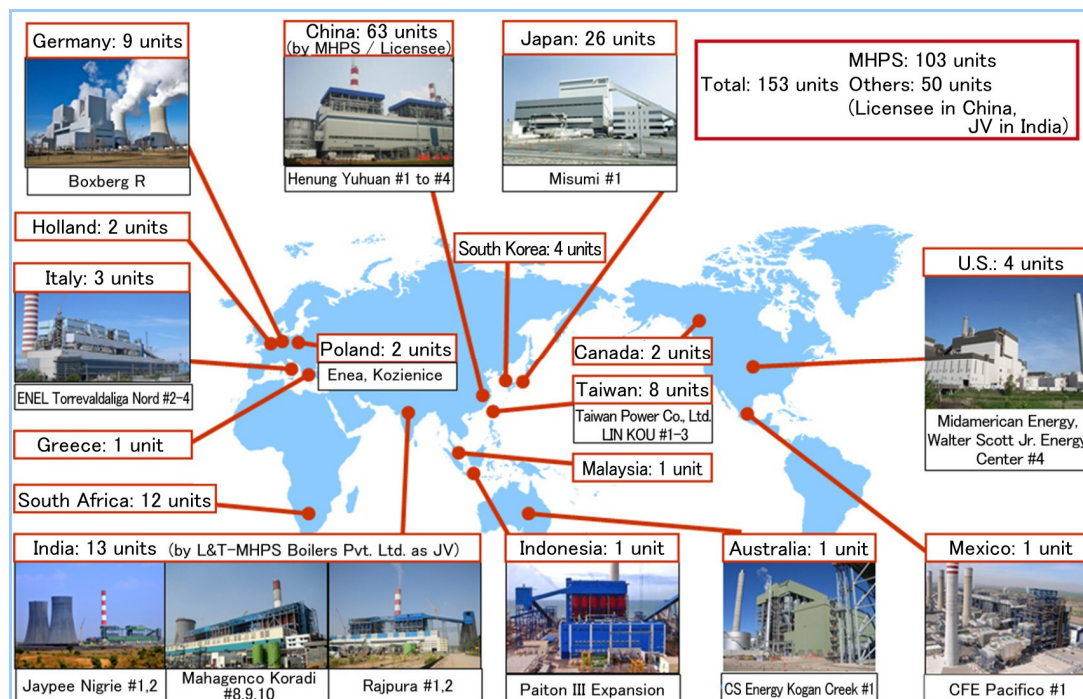 Germany: 9 units
Boxberg R
China: 63 units
(by MHPS / Licensee)
Henung Yuhuan #1 to #4
Japan: 26 units
Misumi #1
Total: 153 units
MHPS: 103 units
Others: 50 units
(Licensee in China,
JV in India)
Holland: 2 units
Italy: 3 units
ENEL Torrevaldaliga Nord #2-4
Poland: 2 units
Enea, Kozienice
Greece: 1 unit
South Africa: 12 units
South Korea: 4 units
Canada: 2 units
Taiwan: 8 units
Taiwan Power Co., Ltd.
LIN KOU #1-3
Malaysia: 1 unit
U.S.: 4 units
Midamerican Energy,
Walter Scott Jr. Energy
Center #4
India: 13 units (by L&T-MHPS Boilers Pvt. Ltd. as JV)
Jaypee Nigrie #1,2
Mahagenco Koradi
#8,9,10
Rajpura #1,2
Indonesia: 1 unit
Paiton III Expansion
Australia: 1 unit
CS Energy Kogan Creek #1
Mexico: 1 unit
CFE Pacifico #1